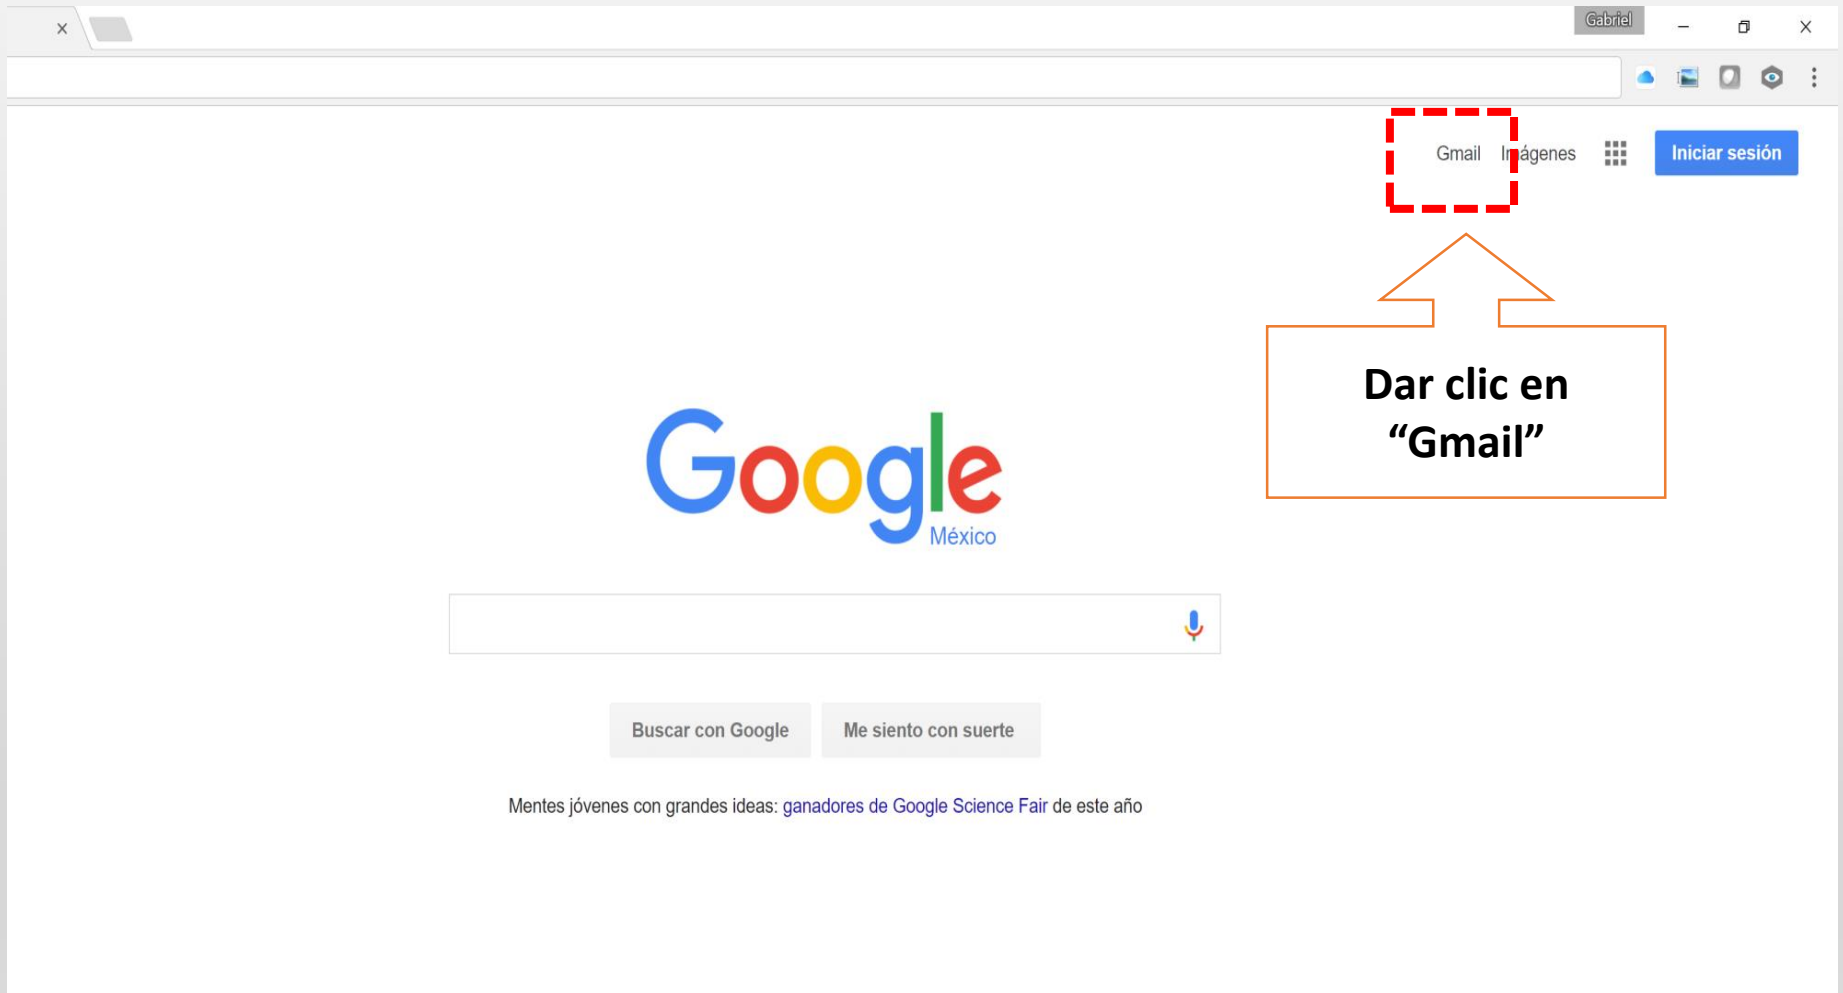 Gabriel
Gmail Imágenes Iniciar sesión
Dar clic en
“Gmail”
Google
México
Buscar con Google Me siento con suerte
Mentes jóvenes con grandes ideas: ganadores de Google Science Fair de este año